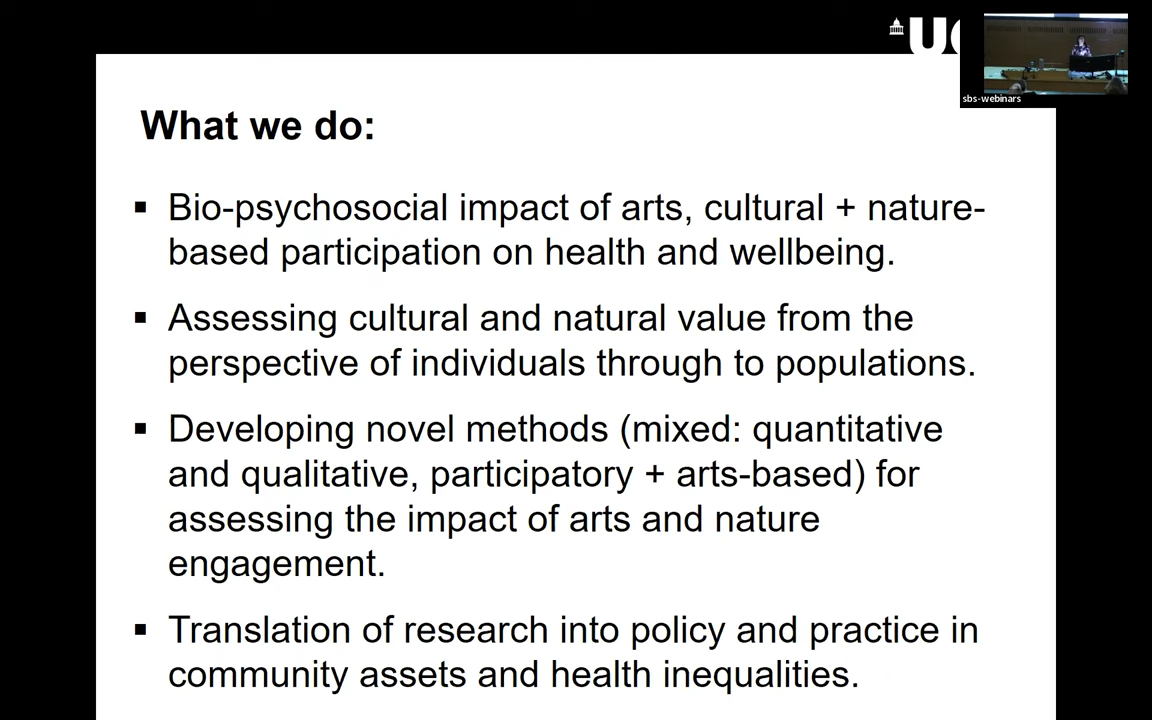 sbs-webinars
What we do:
▪ Bio-psychosocial impact of arts, cultural + nature-
based participation on health and wellbeing.
▪ Assessing cultural and natural value from the
perspective of individuals through to populations.
▪ Developing novel methods (mixed: quantitative
and qualitative, participatory + arts-based) for
assessing the impact of arts and nature
engagement.
▪ Translation of research into policy and practice in
community assets and health inequalities.